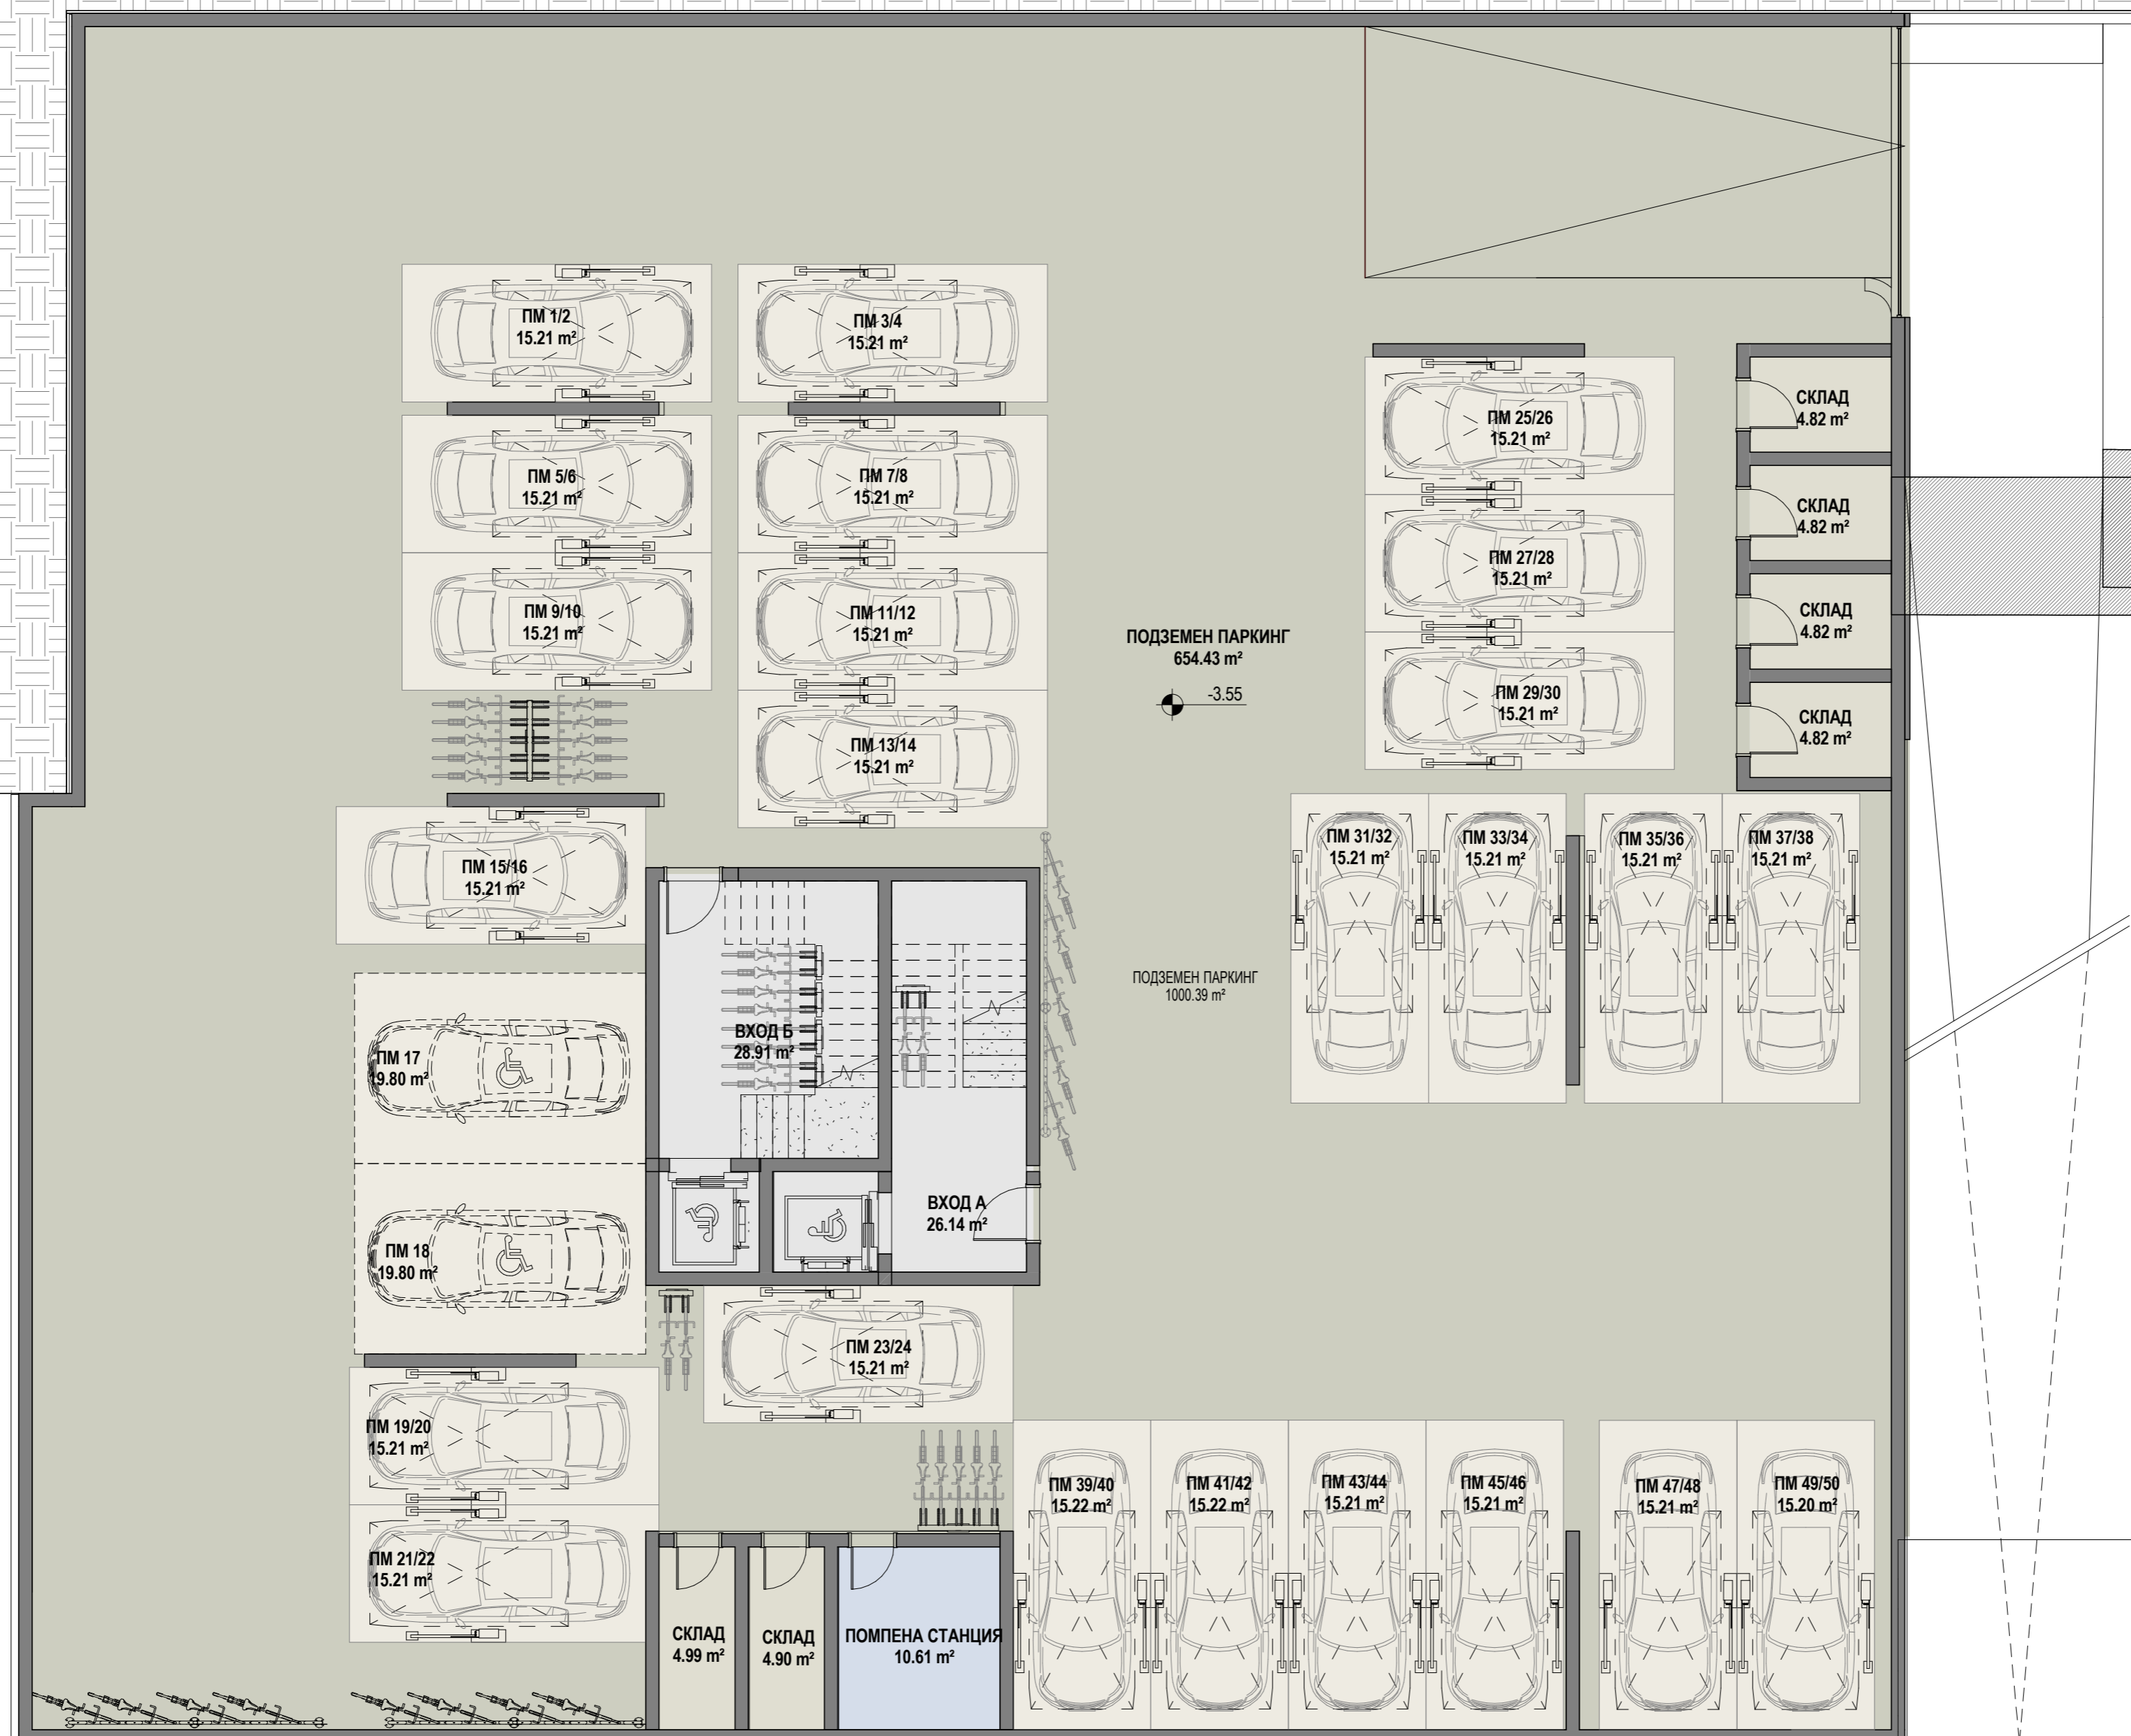 ПМ 1/2
15.21 m²
ПМ 3/4
15.21 m²
ПМ 5/6
15.21 m²
ПМ 7/8
15.21 m²
ПМ 9/10
15.21 m²
ПМ 11/12
15.21 m²
ПМ 13/14
15.21 m²
ПМ 25/26
15.21 m²
ПМ 27/28
15.21 m²
ПМ 29/30
15.21 m²
СКЛАД
4.82 m²
СКЛАД
4.82 m²
СКЛАД
4.82 m²
СКЛАД
4.82 m²
ПОДЗЕМЕН ПАРКИНГ
654.43 m²
-3.55
ПМ 15/16
15.21 m²
ПМ 31/32
15.21 m²
ПМ 33/34
15.21 m²
ПМ 35/36
15.21 m²
ПМ 37/38
15.21 m²
ПОДЗЕМЕН ПАРКИНГ
1000.39 m²
ВХОД Б
28.91 m²
ПМ 17
19.80 m²
ВХОД А
26.14 m²
ПМ 18
19.80 m²
ПМ 23/24
15.21 m²
ПМ 19/20
15.21 m²
ПМ 21/22
15.21 m²
ПМ 39/40
15.22 m²
ПМ 41/42
15.22 m²
ПМ 43/44
15.21 m²
ПМ 45/46
15.21 m²
ПМ 47/48
15.21 m²
ПМ 49/50
15.20 m²
СКЛАД
4.99 m²
СКЛАД
4.90 m²
ПОМПЕНА СТАНЦИЯ
10.61 m²